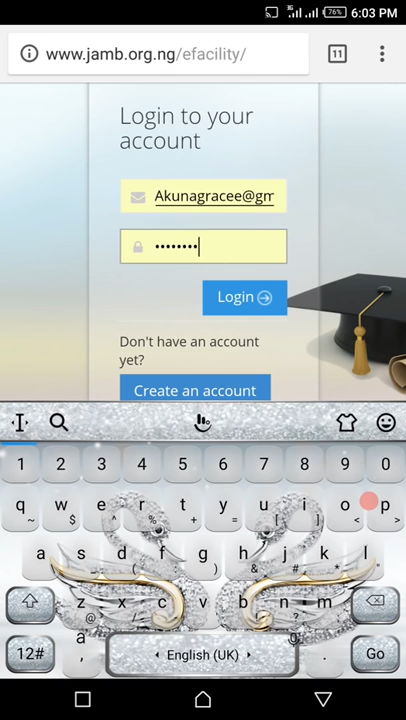 3G 76% 6:03 PM
www.jamb.org.ng/efacility/ 11
Login to your
account
Akunagracee@gm
••••••••
Login
Don't have an account
yet?
Create an account
1 2 3 4 5 6 7 8 9 0
q w e r t y u i o p
~ $ ^ % + = [ ] < >
a s d f g h j k l
( ) & # * "
z x c v b n m
@ / ?
12# , English (UK) . Go